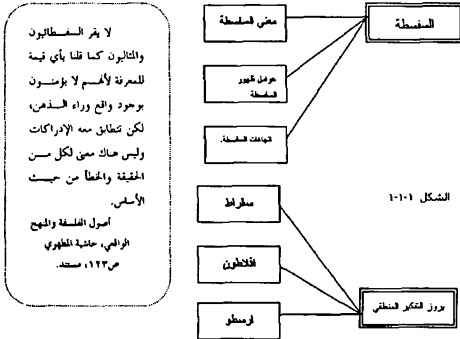 السفسطة
معنى السفسطة
عوامل ظهور
السفسطة
اتجاهات السفسطة.
الشكل ١-١-١
سقراط
افلاطون
ارسطو
بروز التفكير المنطقي
لا يقر السفسطائيون
والمثاليون كما قلنا بأي قيمة
للمعرفة لأنهم لا يؤمنون
بوجود واقع وراء الذهن،
لكن تتطابق معه الإدراكات
وليس هناك معنى لكل من
الحقيقة والخطأ من حيث
الأساس.
أصول الفلسفة والمنهج
الواقعي، حاشية المطهري
ص١٢٣، مستند.